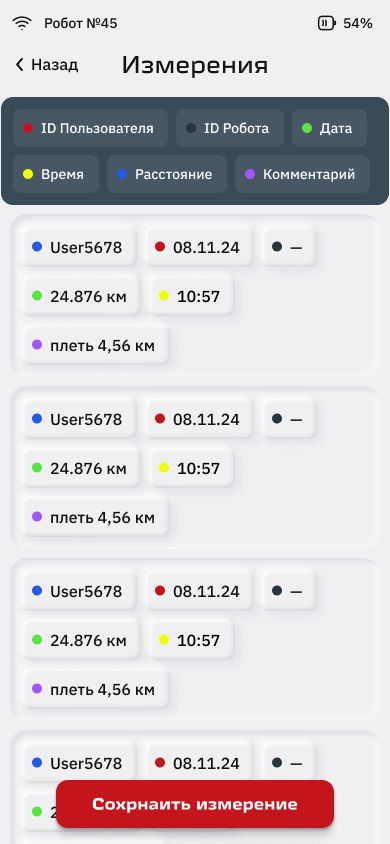 Робот №45 54%
Назад Измерения
ID Пользователя ID Робота Дата
Время Расстояние Комментарий
User5678 08.11.24 —
24.876 км 10:57
плеть 4,56 км
User5678 08.11.24 —
24.876 км 10:57
плеть 4,56 км
User5678 08.11.24 —
24.876 км 10:57
плеть 4,56 км
User5678 08.11.24 —
Сохрнаить измерение